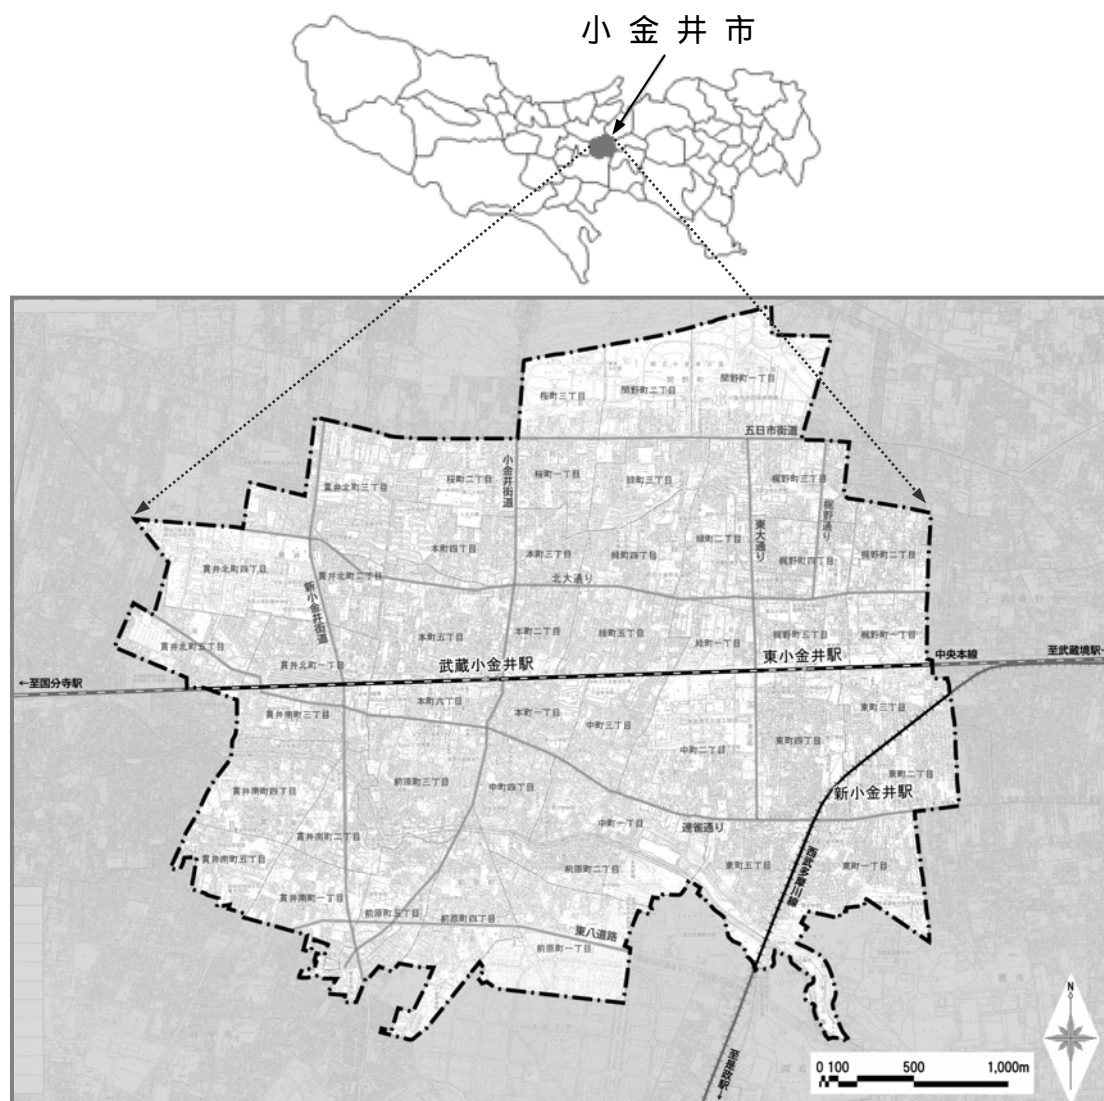 小金井市
桜町三丁目
関野町二丁目
関野町一丁目
五日市街道
小金井街道
貫井北町三丁目
桜町二丁目
桜町一丁目
緑町三丁目
梶野町三丁目
梶野通り
東大通り
本町四丁目
本町三丁目
緑町四丁目
緑町二丁目
梶野町四丁目
梶野町二丁目
貫井北町四丁目
貫井北町二丁目
北大通り
新小金井街道
貫井北町五丁目
貫井北町一丁目
本町五丁目
本町二丁目
緑町五丁目
緑町一丁目
梶野町五丁目
梶野町一丁目
武蔵小金井駅
東小金井駅
中央本線
至武蔵境駅
←至国分寺駅
貫井南町三丁目
本町六丁目
本町一丁目
中町三丁目
中町二丁目
東町四丁目
東町三丁目
東町二丁目
新小金井駅
貫井南町四丁目
前原町三丁目
中町四丁目
中町一丁目
連雀通り
貫井南町二丁目
貫井南町五丁目
貫井南町一丁目
前原町二丁目
東町五丁目
東町一丁目
西武多摩川線
前原町五丁目
前原町四丁目
東八道路
前原町一丁目
至是政駅
N
0 100 500 1,000m